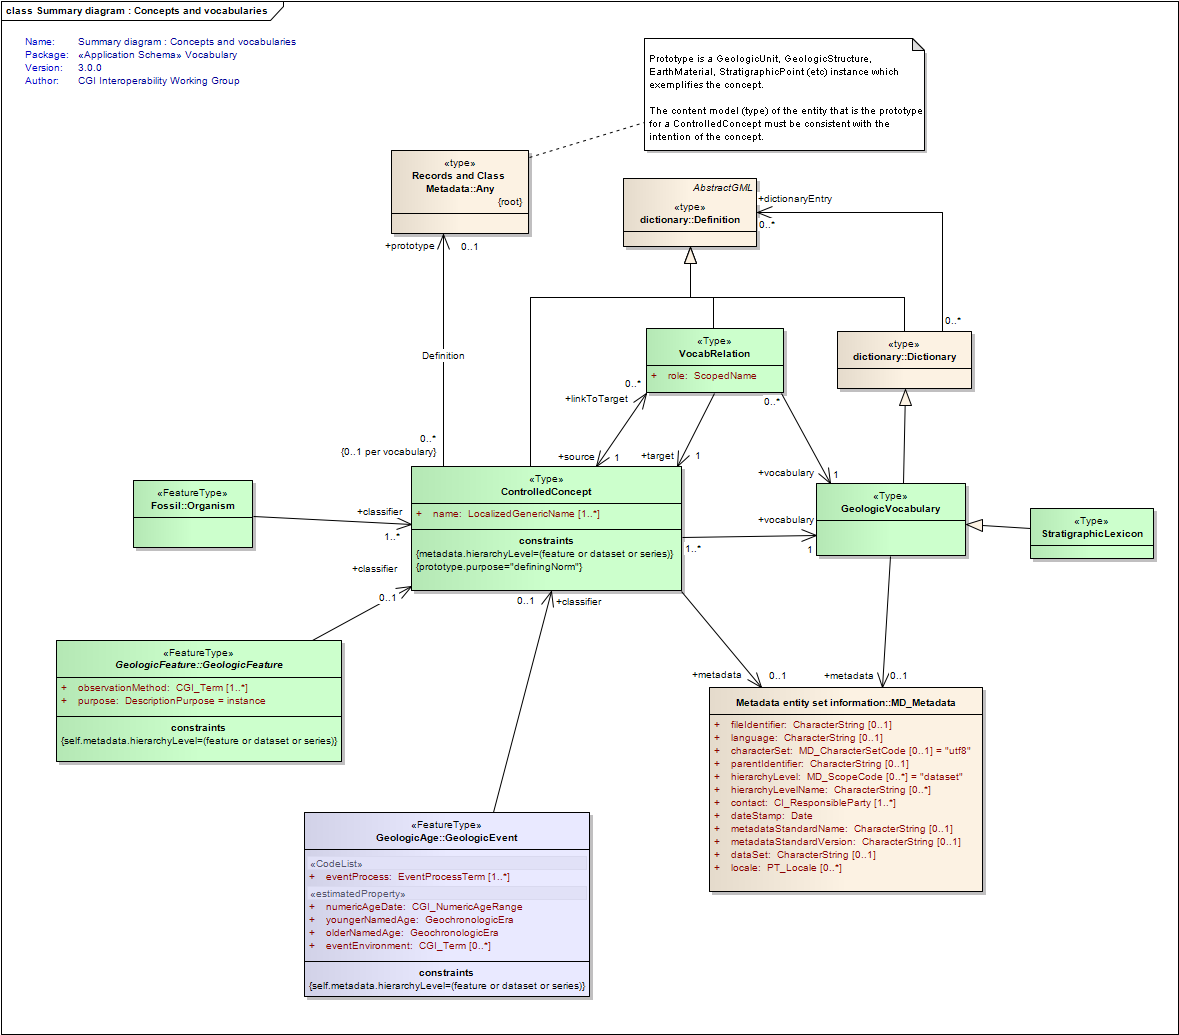 class Summary diagram : Concepts and vocabularies
Name: Summary diagram : Concepts and vocabularies
Package: «Application Schema» Vocabulary
Version: 3.0.0
Author: CGI Interoperability Working Group
Prototype is a GeologicUnit, GeologicStructure,
EarthMaterial, StratigraphicPoint (etc) instance which
exemplifies the concept.
The content model (type) of the entity that is the prototype
for a ControlledConcept must be consistent with the
intention of the concept.
«type»
Records and Class
Metadata::Any
{root}
AbstractGML
«type»
dictionary::Definition
+dictionaryEntry
0..*
+prototype
0..1
0..*
«Type»
VocabRelation
+ role: ScopedName
«type»
dictionary::Dictionary
Definition
0..*
+linkToTarget
0..*
0..*
{0..1 per vocabulary}
+source
1
+target
1
+vocabulary
1
«Type»
ControlledConcept
+ name: LocalizedGenericName [1..*]
constraints
{metadata.hierarchyLevel=(feature or dataset or series)}
{prototype.purpose="definingNorm"}
«FeatureType»
Fossil::Organism
+classifier
1..*
«Type»
GeologicVocabulary
+vocabulary
1..*
1
«Type»
StratigraphicLexicon
+classifier
0..1
0..1
+classifier
«FeatureType»
GeologicFeature::GeologicFeature
+ observationMethod: CGI_Term [1..*]
+ purpose: DescriptionPurpose = instance
constraints
{self.metadata.hierarchyLevel=(feature or dataset or series)}
+metadata
0..1
+metadata
0..1
Metadata entity set information::MD_Metadata
+ fileIdentifier: CharacterString [0..1]
+ language: CharacterString [0..1]
+ characterSet: MD_CharacterSetCode [0..1] = "utf8"
+ parentIdentifier: CharacterString [0..1]
+ hierarchyLevel: MD_ScopeCode [0..*] = "dataset"
+ hierarchyLevelName: CharacterString [0..*]
+ contact: CI_ResponsibleParty [1..*]
+ dateStamp: Date
+ metadataStandardName: CharacterString [0..1]
+ metadataStandardVersion: CharacterString [0..1]
+ dataSet: CharacterString [0..1]
+ locale: PT_Locale [0..*]
«FeatureType»
GeologicAge::GeologicEvent
«CodeList»
+ eventProcess: EventProcessTerm [1..*]
«estimatedProperty»
+ numericAgeDate: CGI_NumericAgeRange
+ youngerNamedAge: GeochronologicEra
+ olderNamedAge: GeochronologicEra
+ eventEnvironment: CGI_Term [0..*]
constraints
{self.metadata.hierarchyLevel=(feature or dataset or series)}